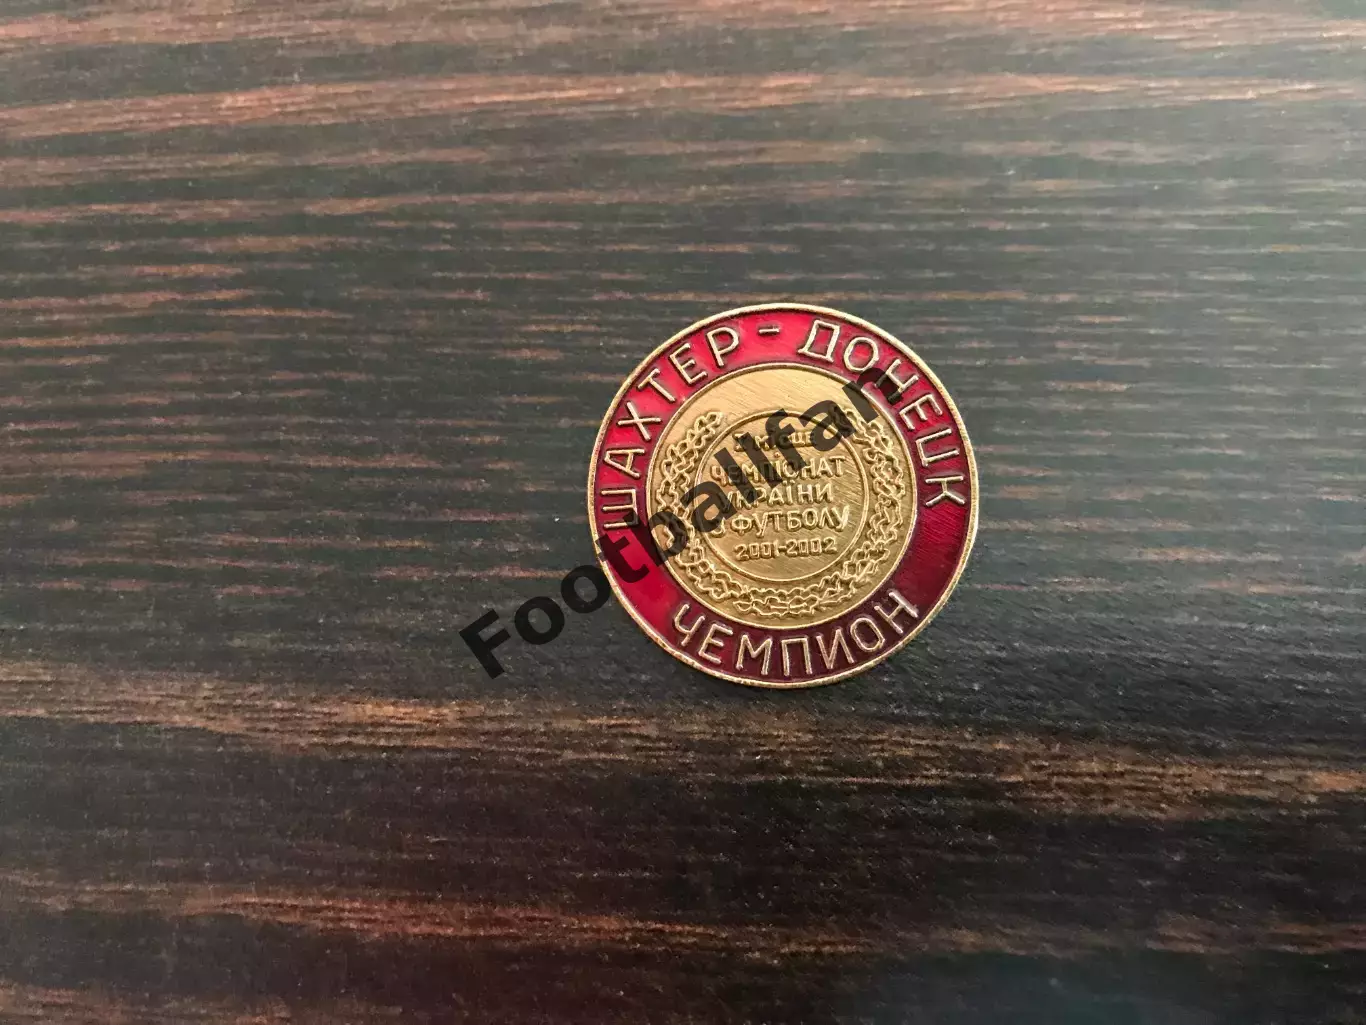 ШАХТЕР - ДОНЕЦК
ЧЕМПІОНАТ
УКРАЇНИ
З ФУТБОЛУ
2001-2002
ЧЕМПИОН
Footballfan